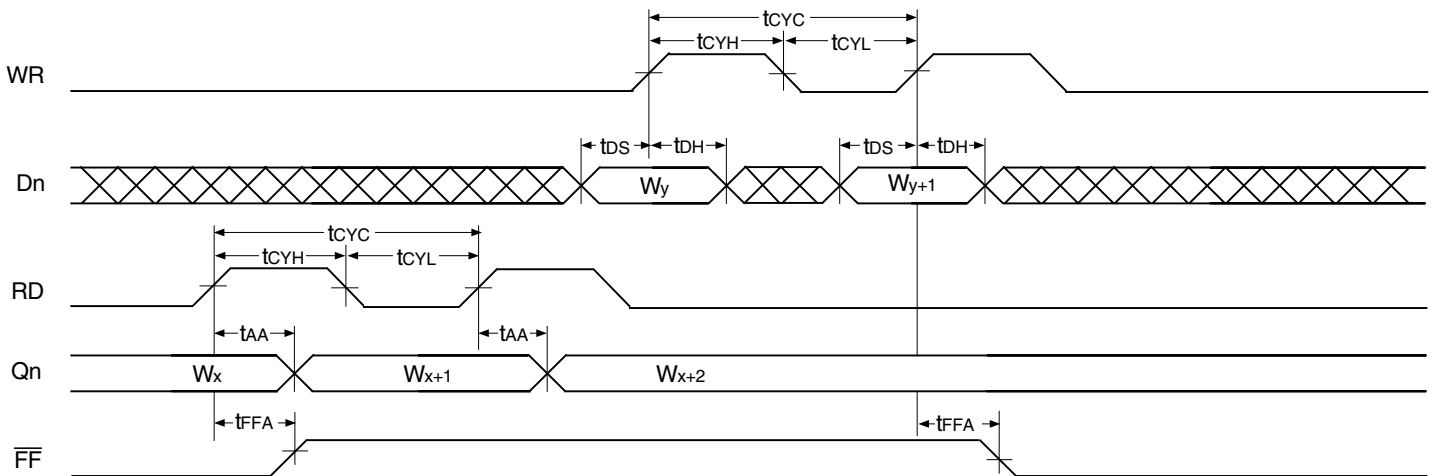 tCYC
tCYH tCYL
WR
tDS tDH tDS tDH
Dn Wy Wy+1
tCYC
tCYH tCYL
RD
tAA tAA
Qn Wx Wx+1 Wx+2
tFFA tFFA
F̅F̅